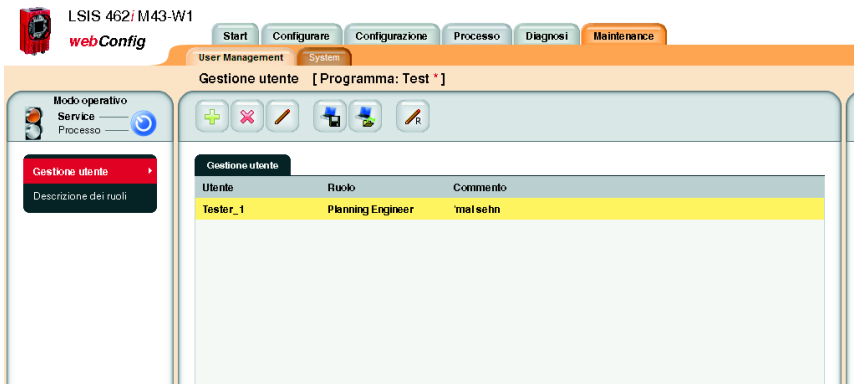 LSIS 462i M43-W1
webConfig
Start Configurare Configurazione Processo Diagnosi Maintenance
User Management System
Gestione utente [Programma: Test *]
Modo operativo
Service
Processo
R
Gestione utente
Descrizione dei ruoli
Gestione utente
Utente Ruolo Commento
Tester_1 Planning Engineer 'mal sehn